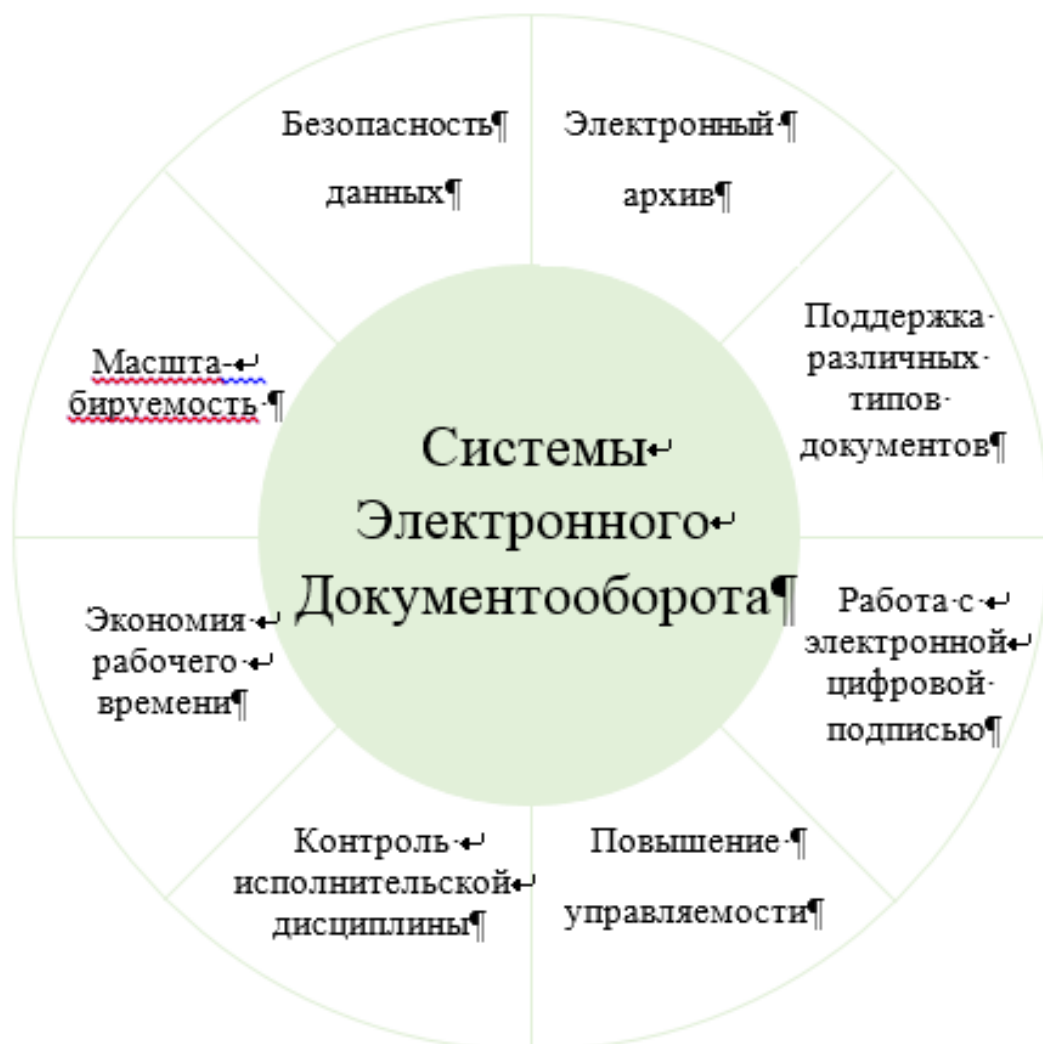 Безопасность¶
данных¶
Электронный·¶
архив¶
Поддержка·
различных·
типов·
документов¶
Масшта-↵
бируемость·¶
Системы↵
Электронного↵
Документооборота¶
Работа·с·↵
электронной↵
цифровой·
подписью¶
Экономия·↵
рабочего·↵
времени¶
Контроль·↵
исполнительской↵
дисциплины¶
Повышение·¶
управляемости¶